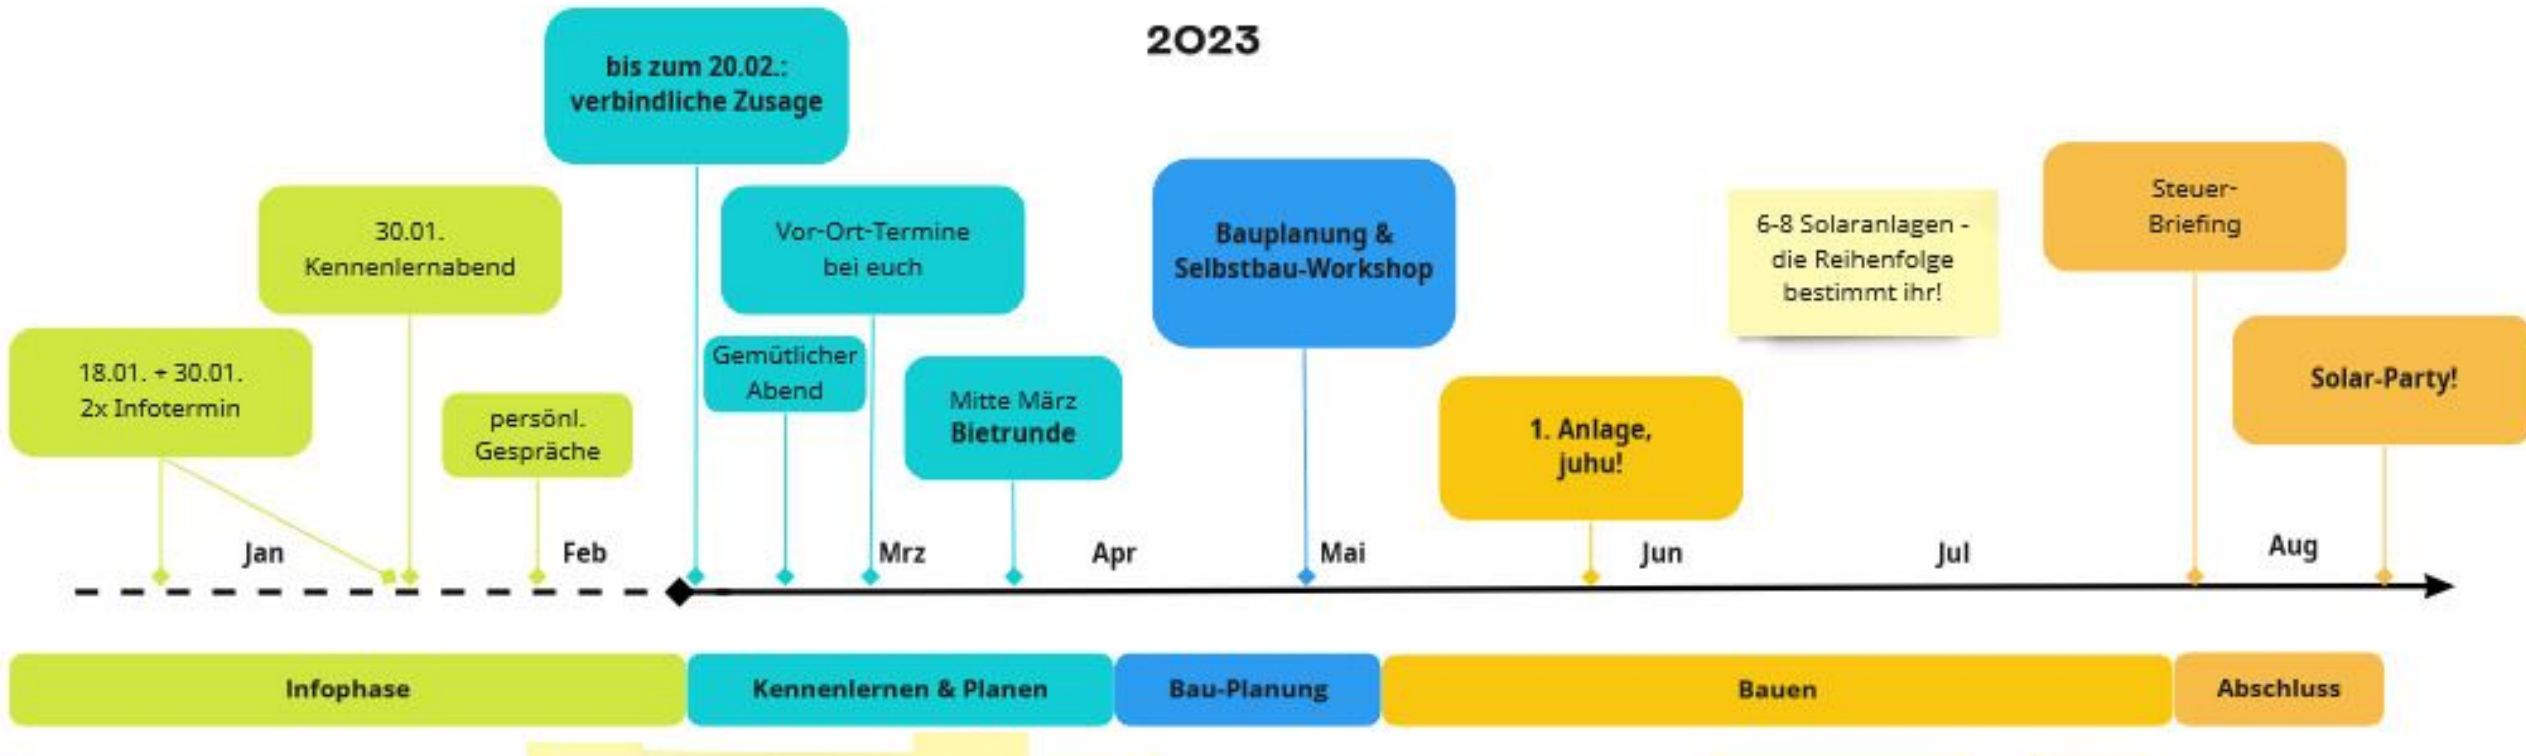 2023
bis zum 20.02.:
verbindliche Zusage
30.01.
Kennenlernabend
Vor-Ort-Termine
bei euch
Bauplanung &
Selbstbau-Workshop
6-8 Solaranlagen -
die Reihenfolge
bestimmt ihr!
Steuer-
Briefing
18.01. + 30.01.
2x Infotermin
persönl.
Gespräche
Gemütlicher
Abend
Mitte März
Bietrunde
1. Anlage,
juhu!
Solar-Party!
Jan
Feb
Mrz
Apr
Mai
Jun
Jul
Aug
Infophase
Kennenlernen & Planen
Bau-Planung
Bauen
Abschluss